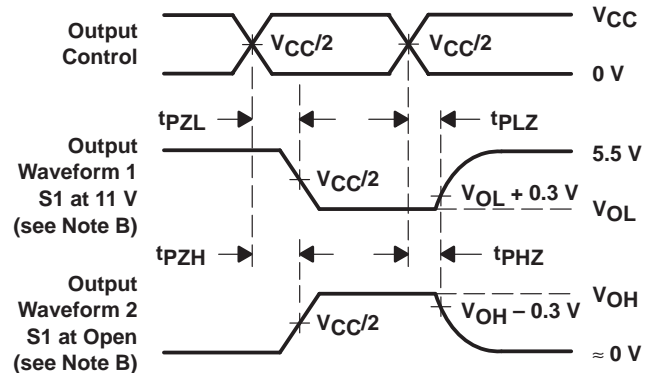 Output
Control
VCC/2
VCC/2
VCC
0 V
tPZL
tPLZ
Output
Waveform 1
S1 at 11 V
(see Note B)
VCC/2
VOL + 0.3 V
5.5 V
VOL
tPZH
tPHZ
Output
Waveform 2
S1 at Open
(see Note B)
VCC/2
VOH − 0.3 V
VOH
≈ 0 V